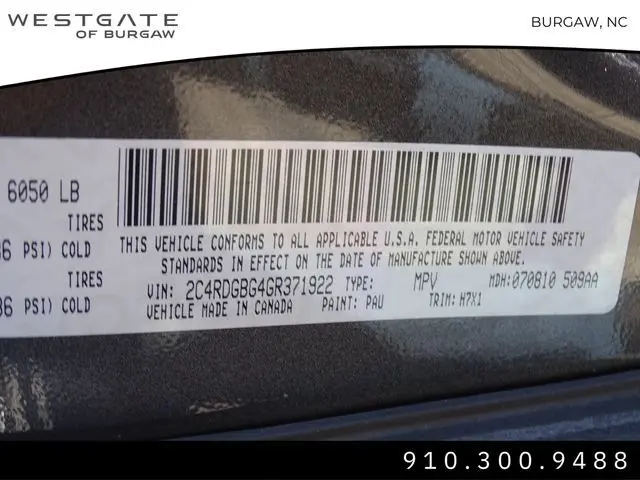 WESTGATE
OF BURGAW
BURGAW, NC
6050 LB
TIRES
PSI) COLD
TIRES
PSI) COLD
THIS VEHICLE CONFORMS TO ALL APPLICABLE U.S.A. FEDERAL MOTOR VEHICLE SAFETY
STANDARDS IN EFFECT ON THE DATE OF MANUFACTURE SHOWN ABOVE.
VIN: 2C4RDGBG4GR371922 TYPE: MPV MDH:070810 509AA
VEHICLE MADE IN CANADA PAINT: PAU TRIM: H7X1
910.300.9488